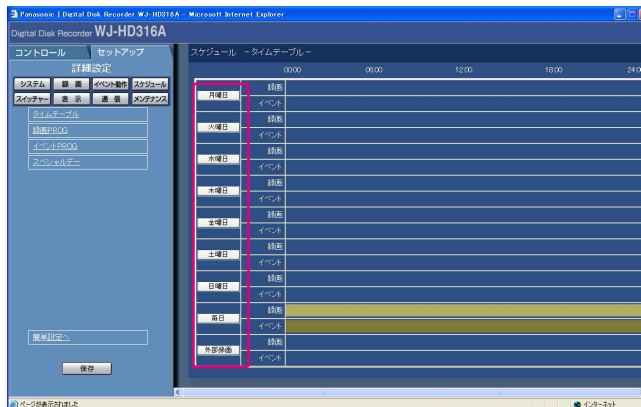 Panasonic | Digital Disk Recorder WJ-HD316A - Microsoft Internet Explorer
Digital Disk Recorder WJ-HD316A
コントロール
セットアップ
詳細設定
システム
録画
イベント動作
スケジュール
スイッチャー
表示
通信
メンテナンス
タイムテーブル
録画PROG
イベントPROG
スペシャルデー
簡単設定へ
保存
スケジュール -タイムテーブル-
00:00 06:00 12:00 18:00 24:0
月曜日
録画
イベント
火曜日
録画
イベント
水曜日
録画
イベント
木曜日
録画
イベント
金曜日
録画
イベント
土曜日
録画
イベント
日曜日
録画
イベント
毎日
録画
イベント
外部録画
録画
イベント
ページが表示されました
インターネット